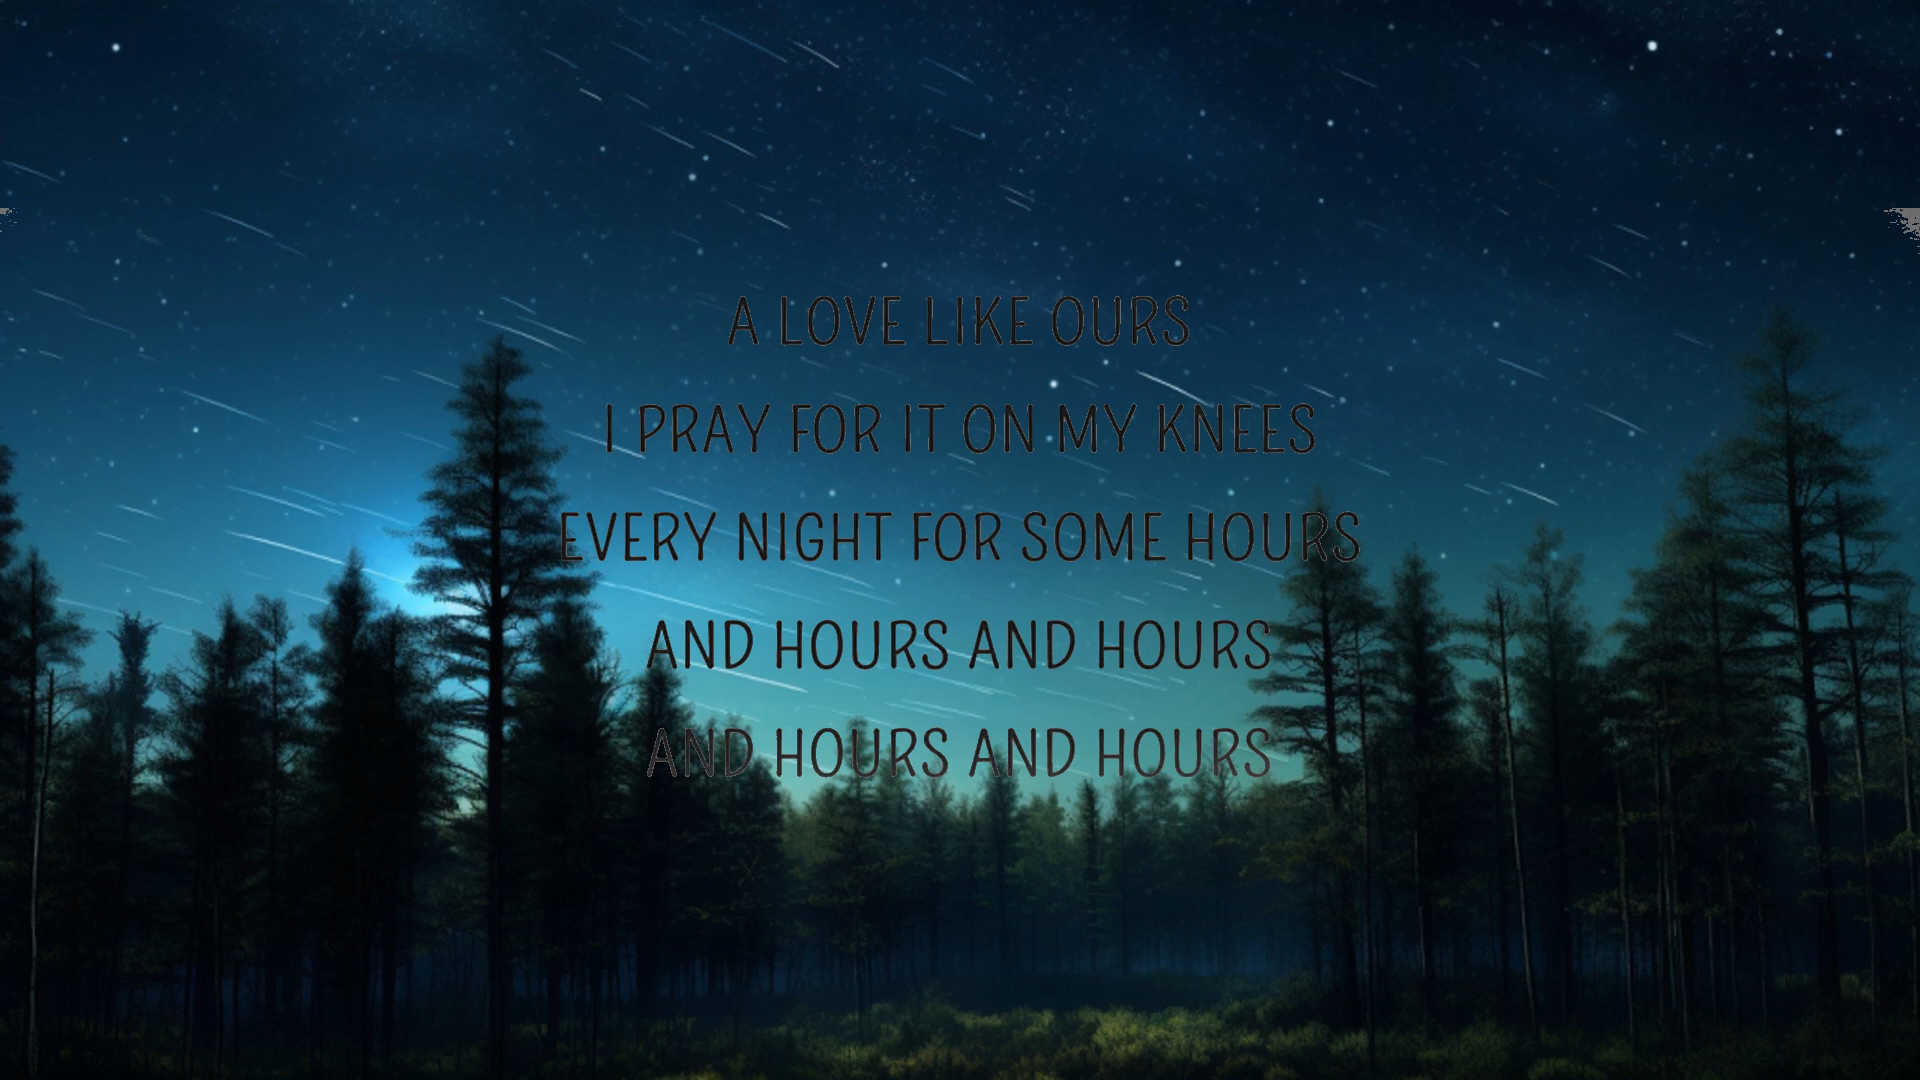 A LOVE LIKE OURS
I PRAY FOR IT ON MY KNEES
EVERY NIGHT FOR SOME HOURS
AND HOURS AND HOURS
AND HOURS AND HOURS